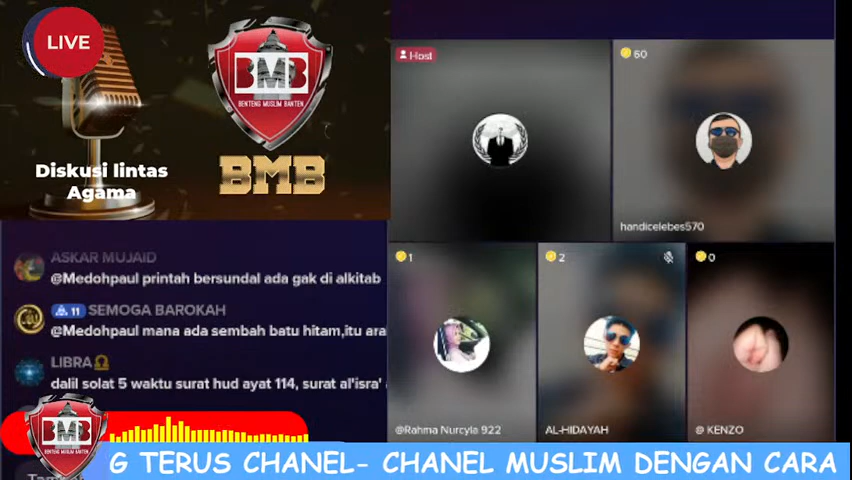 LIVE
BMB
BENTENG MUSLIM BANTEN
BMB
Diskusi lintas
Agama
Host
60
handicelebes570
ASKAR MUJAID
@Medohpaul printah bersundal ada gak di alkitab
11 SEMOGA BAROKAH
@Medohpaul mana ada sembah batu hitam,itu ara
LIBRA
dalil solat 5 waktu surat hud ayat 114, surat al'isra'
1
@Rahma Nurcyla 922
2
AL-HIDAYAH
0
@ KENZO
BMB
BENTENG MUSLIM BANTEN
G TERUS CHANEL- CHANEL MUSLIM DENGAN CARA